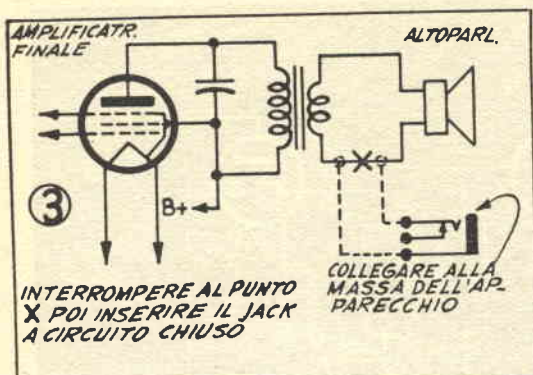 AMPLIFICATR.
FINALE
ALTOPARL.
3
B+
X
INTERROMPERE AL PUNTO
X POI INSERIRE IL JACK
A CIRCUITO CHIUSO
COLLEGARE ALLA
MASSA DELL'AP-
PARECCHIO